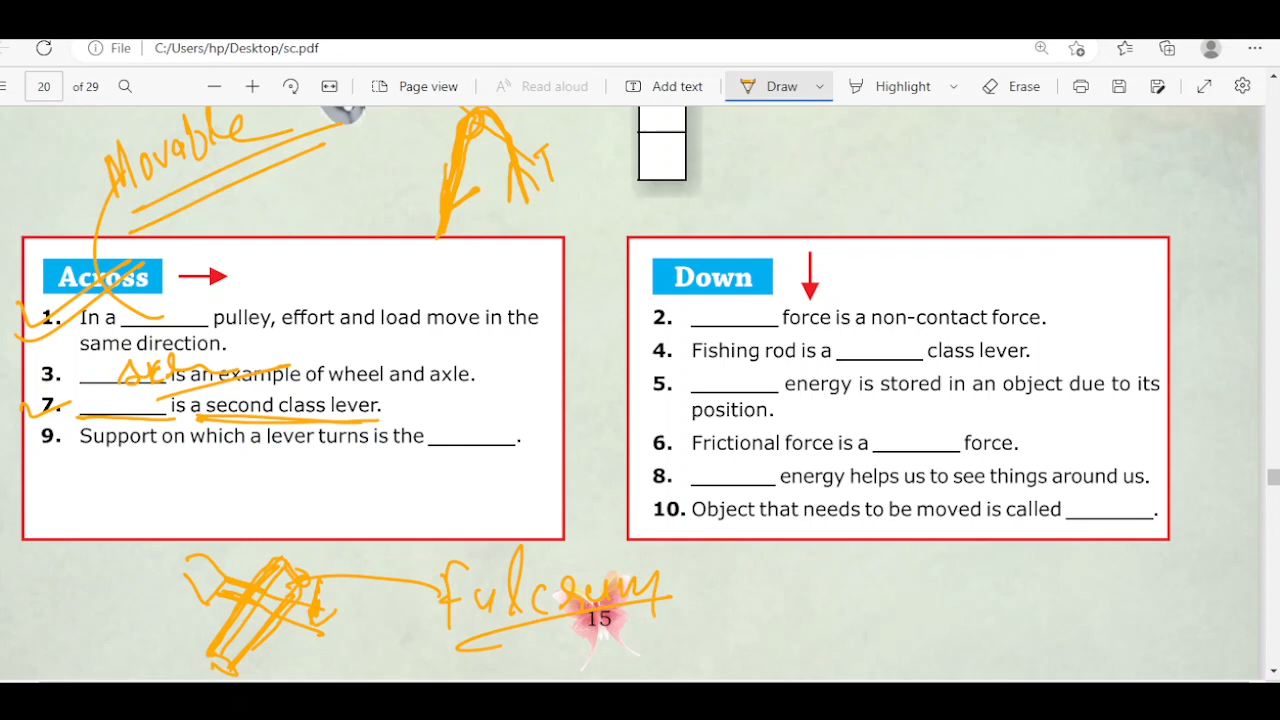 File C:/Users/hp/Desktop/sc.pdf
20 of 29 Page view Read aloud Add text Draw Highlight Erase
Movable
Across
1. In a ________ pulley, effort and load move in the
same direction.
3. ________ is an example of wheel and axle.
7. ________ is a second class lever.
9. Support on which a lever turns is the ________.
Down
2. ________ force is a non-contact force.
4. Fishing rod is a ________ class lever.
5. ________ energy is stored in an object due to its
position.
6. Frictional force is a ________ force.
8. ________ energy helps us to see things around us.
10. Object that needs to be moved is called ________.
Fulcrum
15